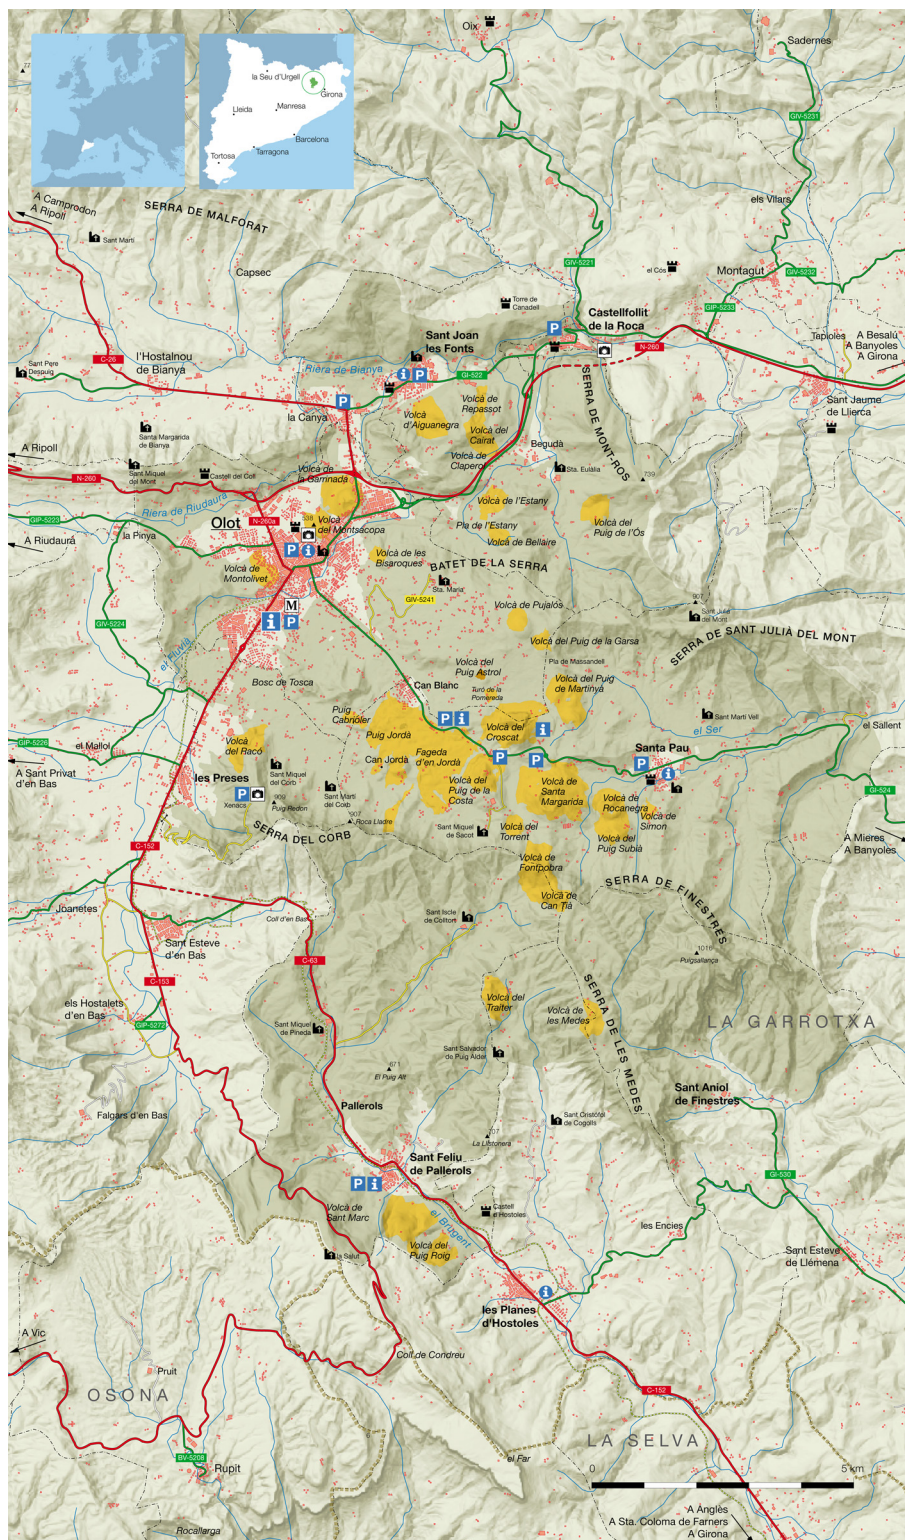 Oix
Sadernes
77
la Seu d'Urgell
Girona
Lleida
Manresa
Barcelona
Tortosa
Tarragona
GIV-5231
A Camprodon
A Ripoll
SERRA DE MALFORAT
els Vilars
Sant Martí
Capsec
GIV-5221
el Cós
Montagut
GIV-5232
Torre de
Canadell
Castellfollit
de la Roca
GIP-5233
Sant Joan
les Fonts
Tapioles
A Besalú
A Banyoles
A Girona
N-260
C-26
l'Hostalnou
de Bianya
Sant Pere
Despuig
Riera de Bianya
GI-522
SERRA DE MONT-ROS
Sant Jaume
de Llierca
la Canya
Volcà
d'Aiguanegra
Volcà de
Repassot
Volcà del
Cairat
Santa Margarida
de Bianya
A Ripoll
Begudà
Volcà de
Claperol
Sant Miquel
del Mont
Castell del Coll
Volcà de
la Garrinada
Sta. Eulàlia
739
N-260
Riera de Riudaura
Volcà de l'Estany
GIP-5223
N-260a
Olot
Volcà
del Montsacopa
Pla de l'Estany
Volcà del
Puig de l'Ós
A Riudaura
la Pinya
Volcà de Bellaire
Volcà de les
Bisaroques
Volcà de
Montolivet
BATET DE LA SERRA
Sta. Maria
GIV-5241
M
Volcà de Pujalós
907
Sant Julià
del Mont
GIV-5224
el Fluvià
SERRA DE SANT JULIÀ DEL MONT
Volcà del Puig de la Garsa
Bosc de Tosca
Volcà del
Puig Astrol
Pla de Massandell
Can Blanc
Turó de la
Pomereda
Volcà del Puig
de Martinyà
Puig
Cabrioler
Sant Martí Vell
el Sallent
el Ser
GIP-5226
el Mallol
Volcà
del Racó
Puig Jordà
Volcà del
Croscat
Santa Pau
Can Jordà
Fageda
d'en Jordà
A Sant Privat
d'en Bas
les Preses
Sant Miquel
del Corb
Volcà del
Puig de la
Costa
Volcà de
Santa
Margarida
GI-524
Xenacs
909
Puig Redon
Sant Martí
del Corb
Volcà de
Rocanegra
Volcà de
Simon
907
Roca Lladre
SERRA DEL CORB
Sant Miquel
de Sacot
Volcà del
Torrent
Volcà del
Puig Subià
A Mieres
A Banyoles
C-152
Volcà de
Fontpobra
SERRA DE FINESTRES
Volcà de
Can Tià
Joanetes
Coll d'en Bas
Sant Iscle
de Colltort
Sant Esteve
d'en Bas
1016
Puigsallança
C-63
C-153
SERRA DE LES MEDES
els Hostalets
d'en Bas
Volcà del
Traiter
Volcà de
les Medes
GIP-5272
LA GARROTXA
Sant Miquel
de Pineda
Sant Salvador
de Puig Alder
671
El Puig Alt
Sant Aniol
de Finestres
Pallerols
Falgars d'en Bas
Sant Cristòfol
de Cogolls
707
La Llistonera
Sant Feliu
de Pallerols
GI-530
Volcà de
Sant Marc
Castell
d'Hostoles
el Brugent
les Encies
Volcà del
Puig Roig
la Salut
Sant Esteve
de Llémena
les Planes
d'Hostoles
A Vic
Coll de Condreu
Pruit
OSONA
C-152
LA SELVA
BV-5208
Rupit
el Far
0
5 km
A Anglès
A Sta. Coloma de Farners
A Girona
Rocallarga